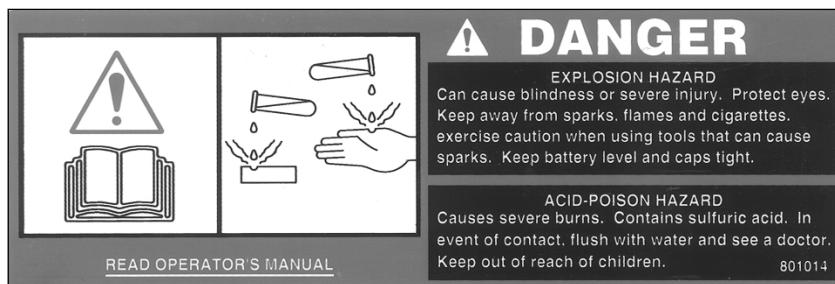 READ OPERATOR'S MANUAL
DANGER
EXPLOSION HAZARD
Can cause blindness or severe injury. Protect eyes.
Keep away from sparks, flames and cigarettes.
exercise caution when using tools that can cause
sparks. Keep battery level and caps tight.
ACID-POISON HAZARD
Causes severe burns. Contains sulfuric acid. In
event of contact, flush with water and see a doctor.
Keep out of reach of children.
801014